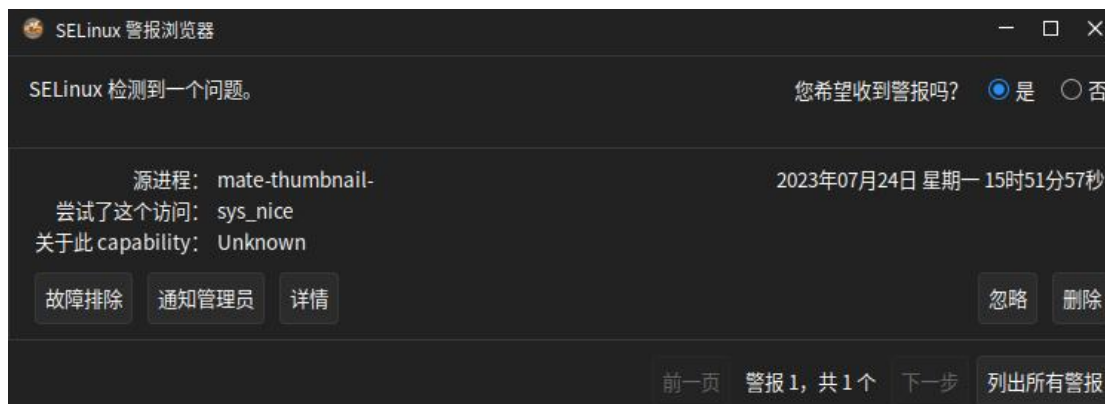 SELinux 警报浏览器
SELinux 检测到一个问题。 您希望收到警报吗? 是 否
源进程: mate-thumbnail- 2023年07月24日 星期一 15时51分57秒
尝试了这个访问: sys_nice
关于此 capability: Unknown
故障排除 通知管理员 详情 忽略 删除
前一页 警报 1，共 1 个 下一步 列出所有警报